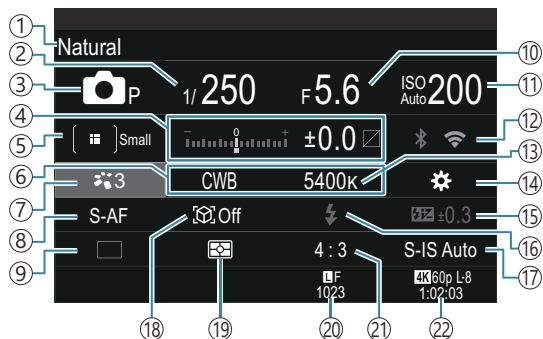 ① Natural
② ③ P 1/250 F5.6 ISO Auto 200 ⑩ ⑪
④ − 0 + ±0.0
⑤ Small ⑫
⑥ CWB 5400K ⑬
⑦ 3 ⑭
⑧ S-AF Off ±0.3 ⑮
⑨ 4:3 S-IS Auto ⑯ ⑰
LF 4K 60p L-8
1023 1:02:03
⑱ ⑲ ⑳ ㉑ ㉒